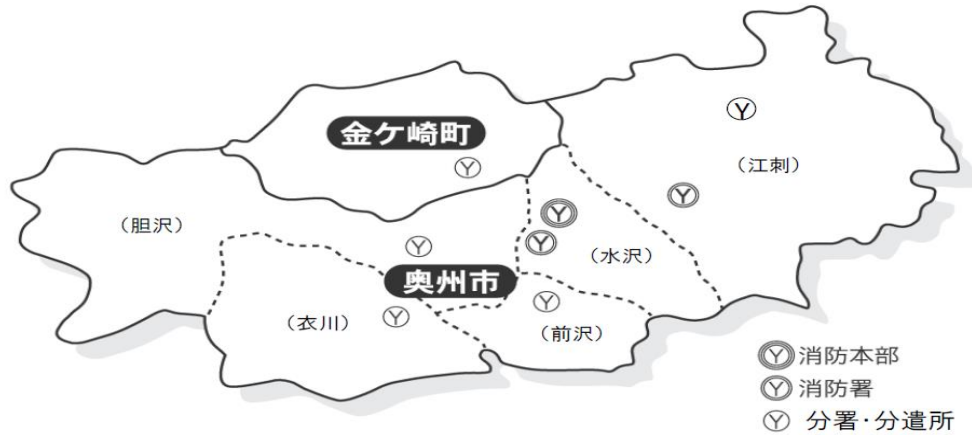 金ケ崎町
Y
（江刺）
Y
Y
（胆沢）
Y
Y
Y
（水沢）
奥州市
Y
（衣川）
Y
（前沢）
Y 消防本部
Y 消防署
Y 分署・分遣所